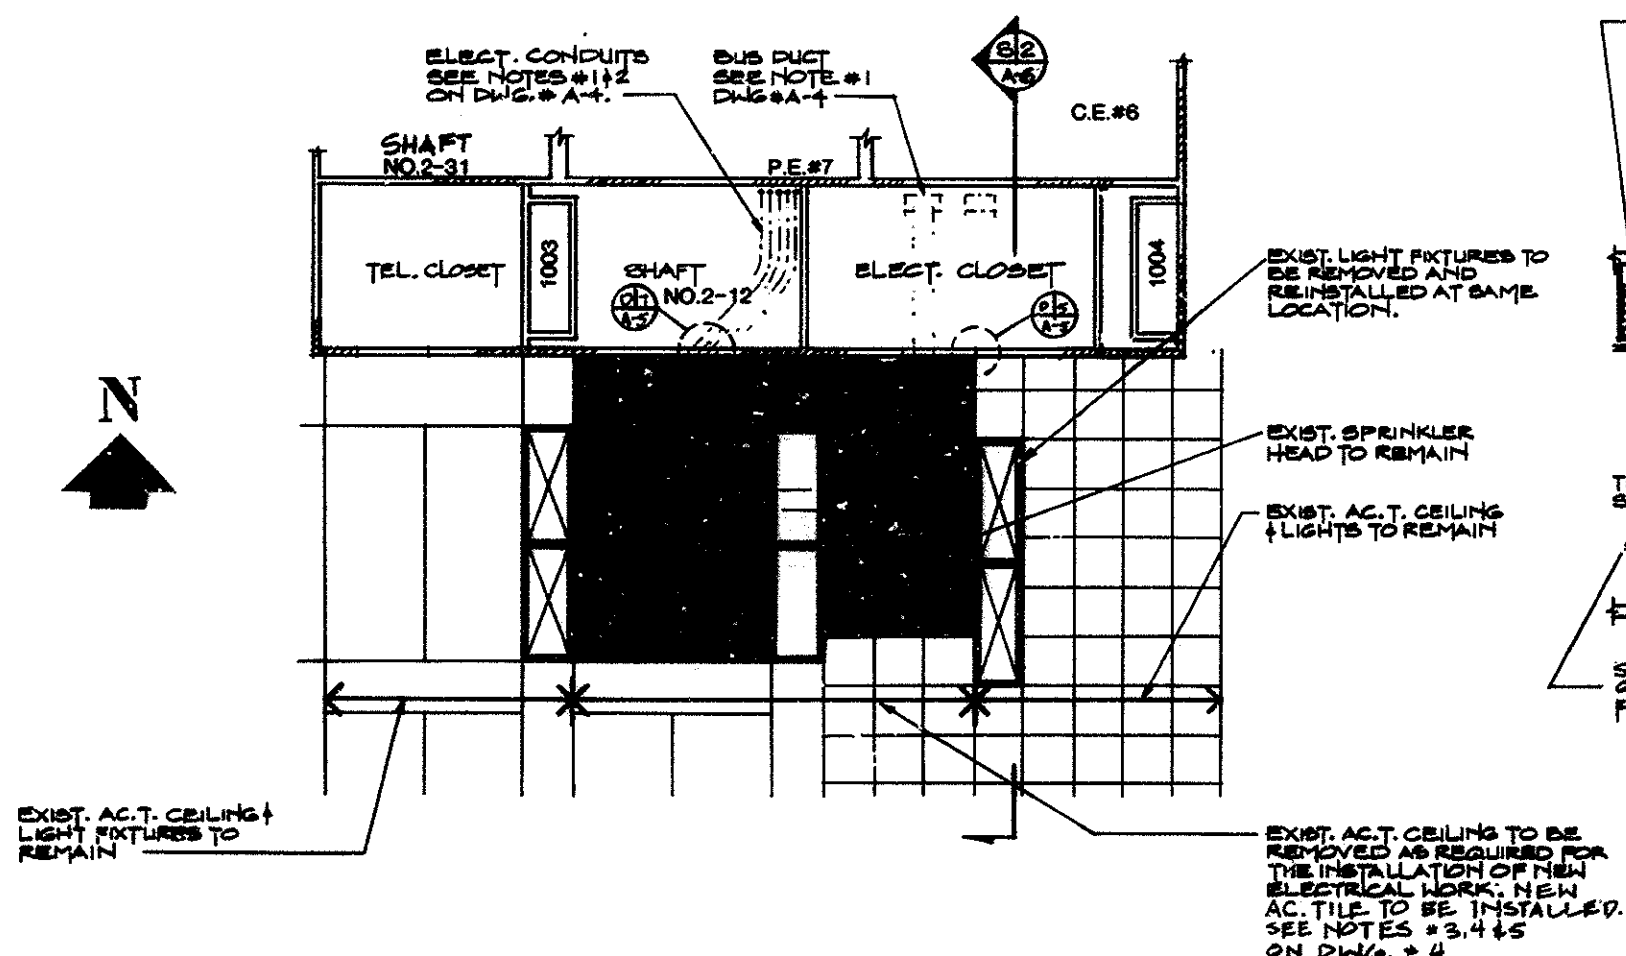 ELECT. CONDUITS
SEE NOTES #1&2
ON DWG.# A-4.
BUS DUCT
SEE NOTE #1
DWG#A-4
S|2
A-6
C.E.#6
SHAFT
NO.2-31
P.E.#7
TEL. CLOSET
1003
SHAFT
NO.2-12
A-5
ELECT. CLOSET
1004
EXIST. LIGHT FIXTURES TO
BE REMOVED AND
REINSTALLED AT SAME
LOCATION.
N
EXIST. SPRINKLER
HEAD TO REMAIN
EXIST. AC.T. CEILING
& LIGHTS TO REMAIN
EXIST. AC.T. CEILING &
LIGHT FIXTURES TO
REMAIN
EXIST. AC.T. CEILING TO BE
REMOVED AS REQUIRED FOR
THE INSTALLATION OF NEW
ELECTRICAL WORK. NEW
AC. TILE TO BE INSTALLED.
SEE NOTES #3,4&5
ON DWG. # 4